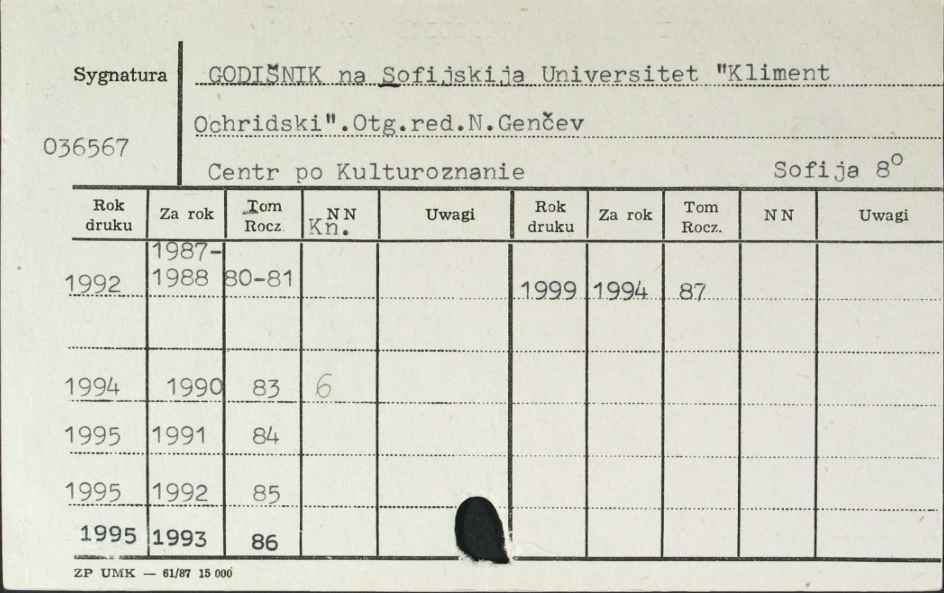 Sygnatura
GODIŠNIK na Sofijskija Universitet "Kliment
Ochridski".Otg.red.N.Genčev
036567
Centr po Kulturoznanie Sofija 8°
Rok druku Za rok Tom Rocz. NN Kn. Uwagi Rok druku Za rok Tom Rocz. NN Uwagi
1992 1987-1988 80-81 1999 1994 87
1994 1990 83 6
1995 1991 84
1995 1992 85
1995 1993 86
ZP UMK — 61/87 15 000